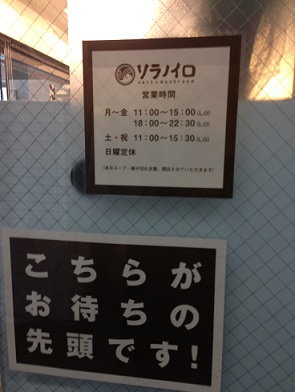 ソラノイロ
営業時間
月～金 11:00～15:00(L.O)
18:00～22:30(L.O)
土・祝 11:00～15:30(L.O)
日曜定休
こちらが
お待ちの
先頭です!